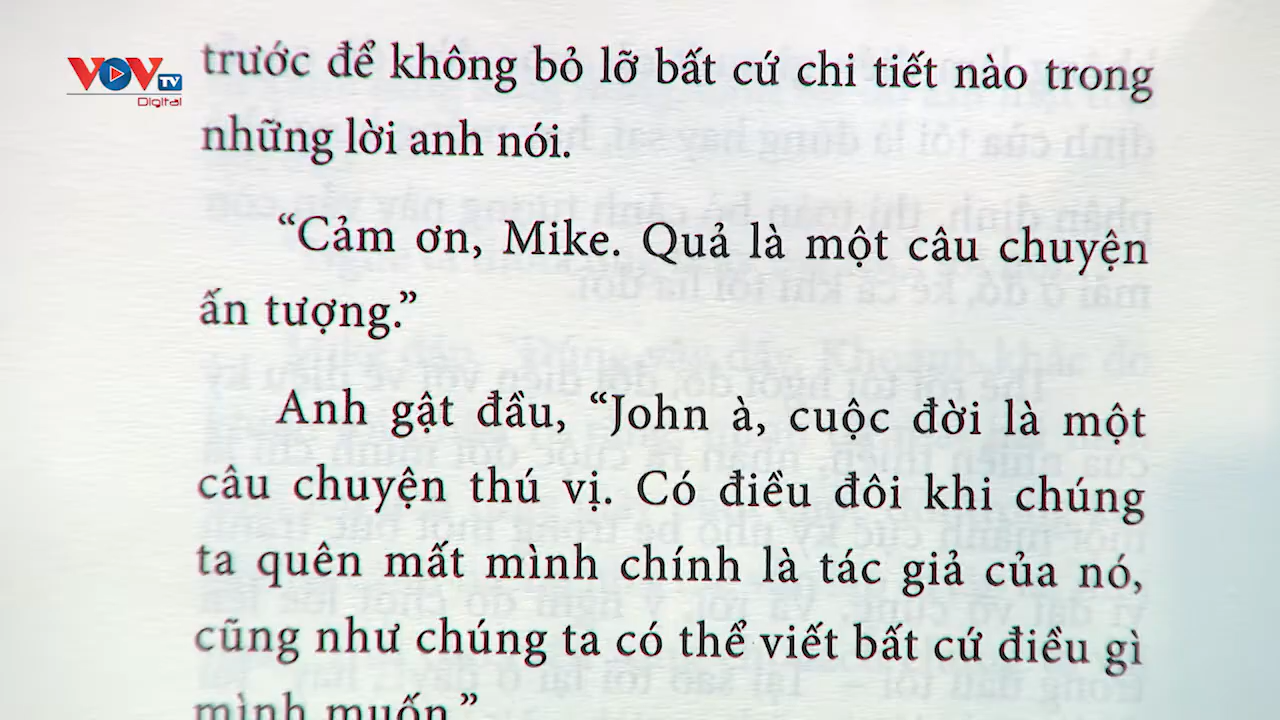 VOV TV
Digital
trước để không bỏ lỡ bất cứ chi tiết nào trong
những lời anh nói.
“Cảm ơn, Mike. Quả là một câu chuyện
ấn tượng.”
Anh gật đầu, “John à, cuộc đời là một
câu chuyện thú vị. Có điều đôi khi chúng
ta quên mất mình chính là tác giả của nó,
cũng như chúng ta có thể viết bất cứ điều gì
mình muốn.”